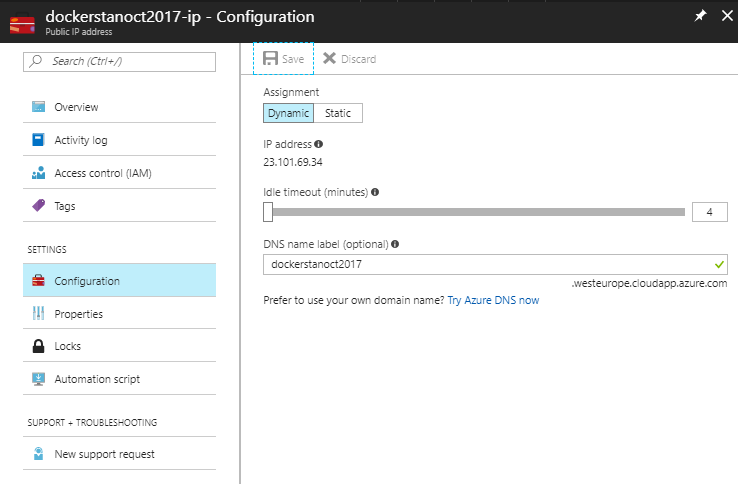 dockerstanoct2017-ip - Configuration
Public IP address
Search (Ctrl+/)
Overview
Activity log
Access control (IAM)
Tags
SETTINGS
Configuration
Properties
Locks
Automation script
SUPPORT + TROUBLESHOOTING
New support request
Save Discard
Assignment
Dynamic Static
IP address
23.101.69.34
Idle timeout (minutes)
4
DNS name label (optional)
dockerstanoct2017
.westeurope.cloudapp.azure.com
Prefer to use your own domain name? Try Azure DNS now